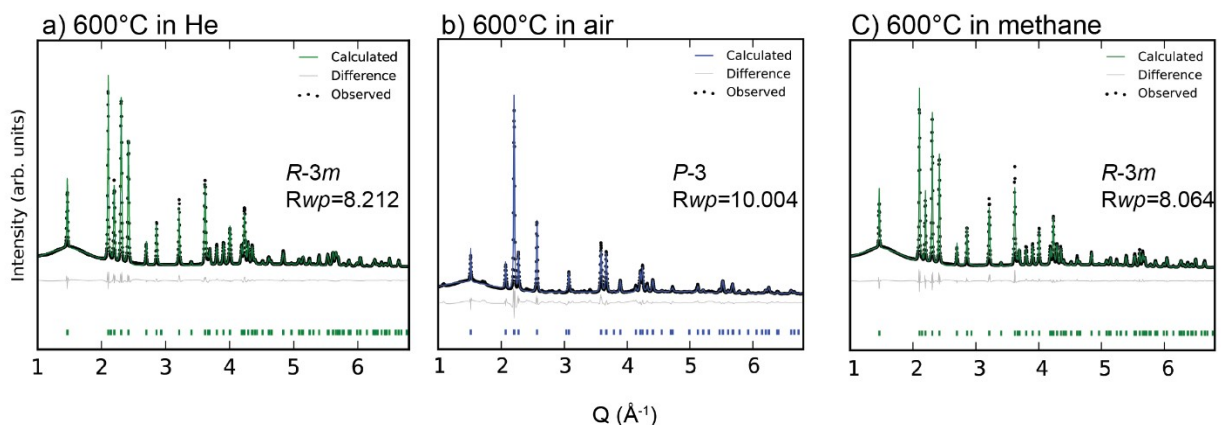 a) 600°C in He
b) 600°C in air
C) 600°C in methane
Intensity (arb. units)
Calculated
Difference
Observed
R-3m
Rwp=8.212
1 2 3 4 5 6
Calculated
Difference
Observed
P-3
Rwp=10.004
1 2 3 4 5 6
Calculated
Difference
Observed
R-3m
Rwp=8.064
1 2 3 4 5 6
Q (Å-1)